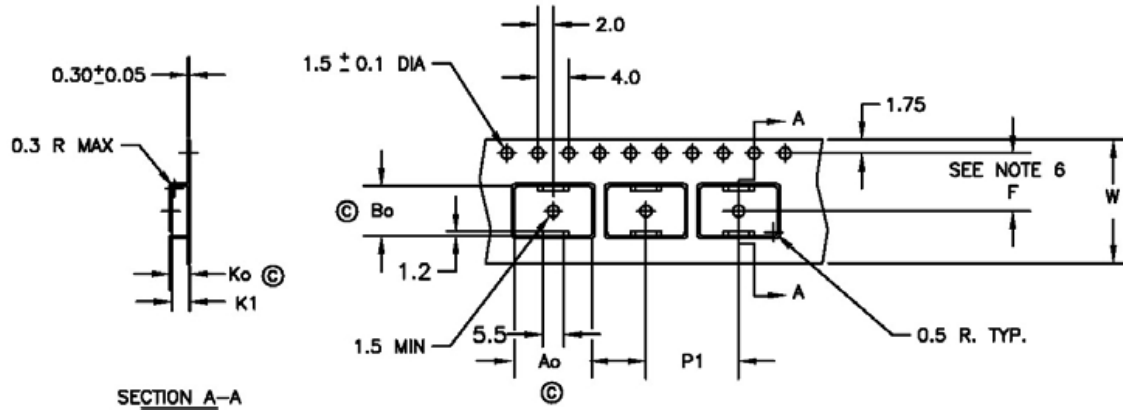 2.0
0.30±0.05
1.5 ± 0.1 DIA
4.0
1.75
A
0.3 R MAX
SEE NOTE 6
F
W
Ⓒ Bo
1.2
Ko Ⓒ
K1
A
5.5
1.5 MIN
Ao
P1
0.5 R. TYP.
Ⓒ
SECTION A-A